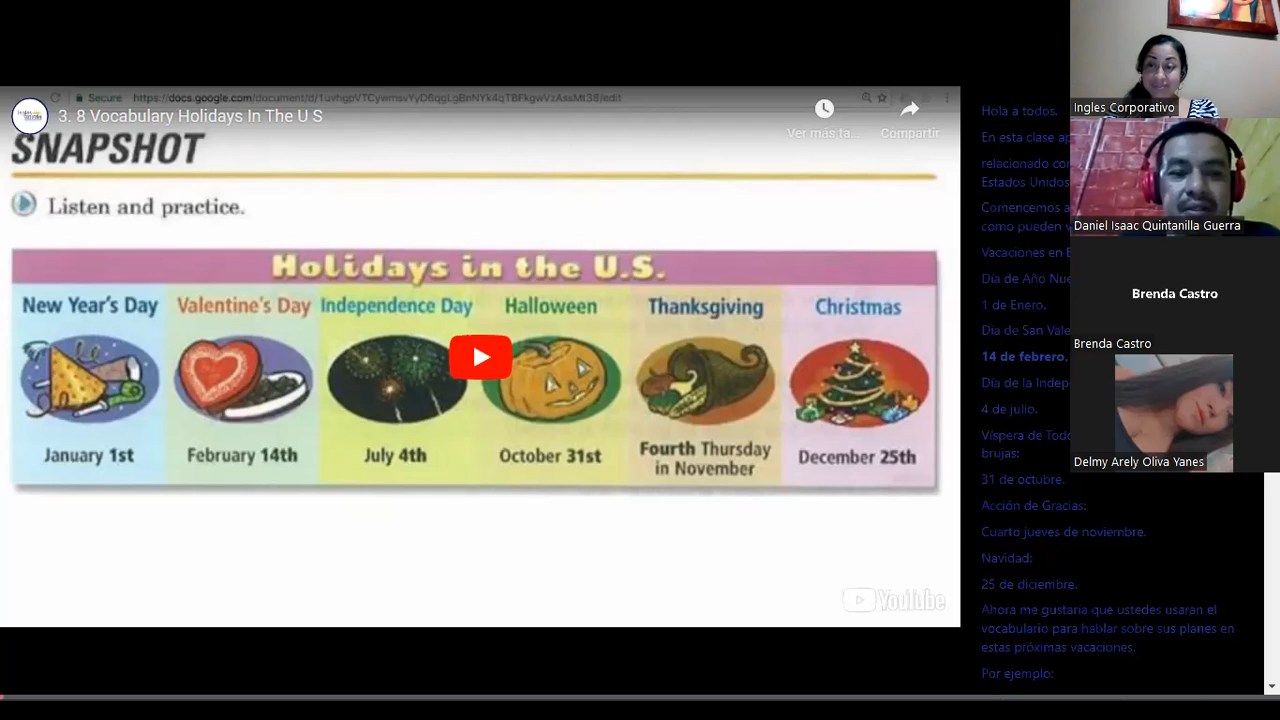 Secure
https://docs.google.com/document/d/
3. 8 Vocabulary Holidays In The U S
Ver más ta...
Compartir
SNAPSHOT
Listen and practice.
Holidays in the U.S.
New Year's Day
Valentine's Day
Independence Day
Halloween
Thanksgiving
Christmas
January 1st
February 14th
July 4th
October 31st
Fourth Thursday
in November
December 25th
YouTube
Hola a todos.
En esta clase
relacionado
Estados Unidos
Comencemos a
como pueden
Vacaciones en
Día de Año
1 de Enero.
Día de San
14 de febrero.
Día de la
4 de julio.
Víspera de
brujas:
31 de octubre.
Acción de Gracias:
Cuarto jueves de noviembre.
Navidad:
25 de diciembre.
Ahora me gustaría que ustedes usaran el
vocabulario para hablar sobre sus planes en
estas próximas vacaciones.
Por ejemplo:
Ingles Corporativo
Daniel Isaac Quintanilla Guerra
Brenda Castro
Brenda Castro
Delmy Arely Oliva Yanes